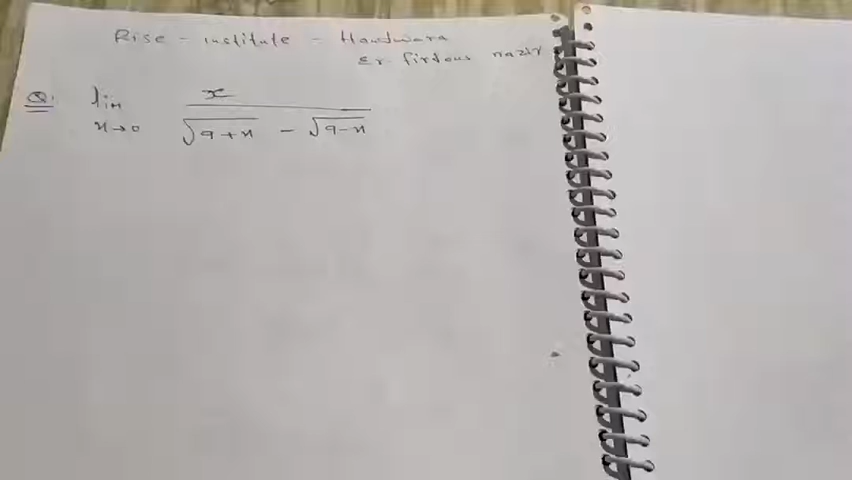 Rise - institute - Handwara
Er. firdous nazir
Q. lim x→0 x / (√(9+x) - √(9-x))